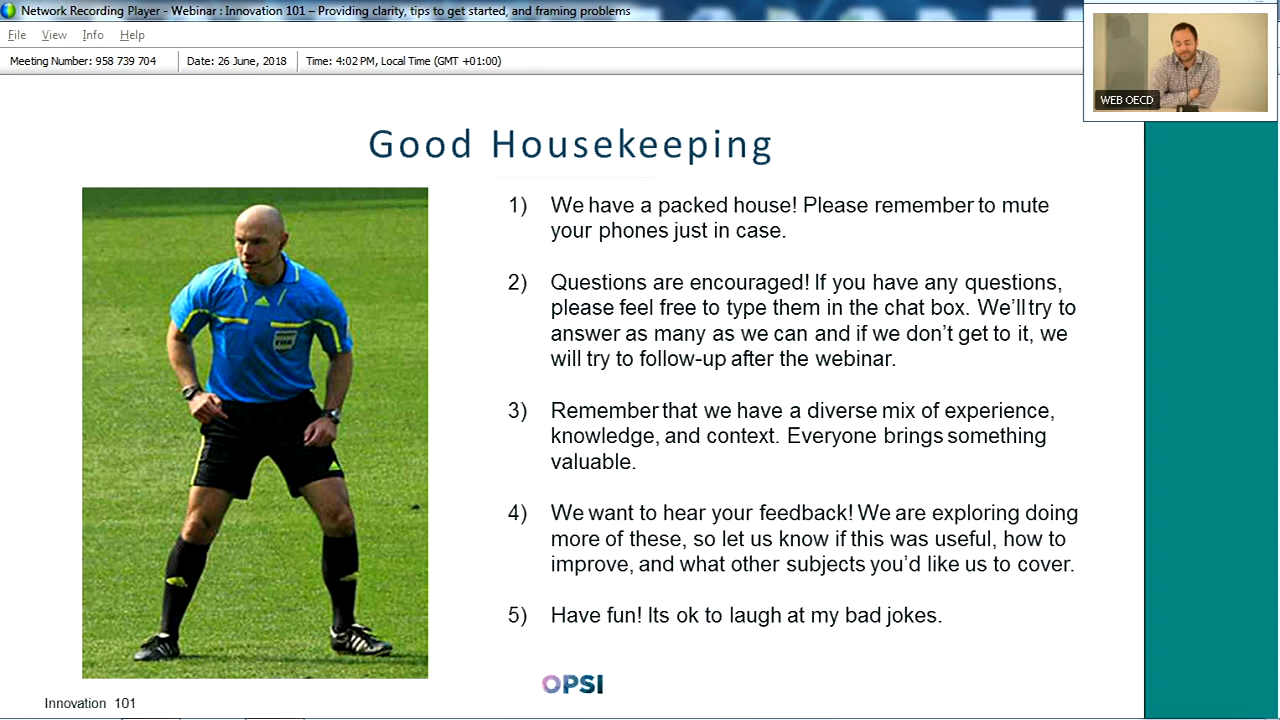 Network Recording Player - Webinar : Innovation 101 – Providing clarity, tips to get started, and framing problems
File View Info Help
Meeting Number: 958 739 704 Date: 26 June, 2018 Time: 4:02 PM, Local Time (GMT +01:00)
WEB OECD
Good Housekeeping
1) We have a packed house! Please remember to mute
your phones just in case.
2) Questions are encouraged! If you have any questions,
please feel free to type them in the chat box. We’ll try to
answer as many as we can and if we don’t get to it, we
will try to follow-up after the webinar.
3) Remember that we have a diverse mix of experience,
knowledge, and context. Everyone brings something
valuable.
4) We want to hear your feedback! We are exploring doing
more of these, so let us know if this was useful, how to
improve, and what other subjects you’d like us to cover.
5) Have fun! Its ok to laugh at my bad jokes.
FIFA
OPSI
Innovation 101